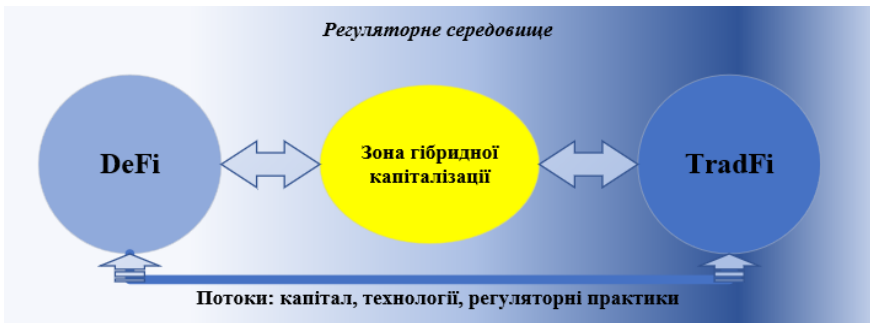 Регуляторне середовище
DeFi
Зона гібридної
капіталізації
TradFi
Потоки: капітал, технології, регуляторні практики